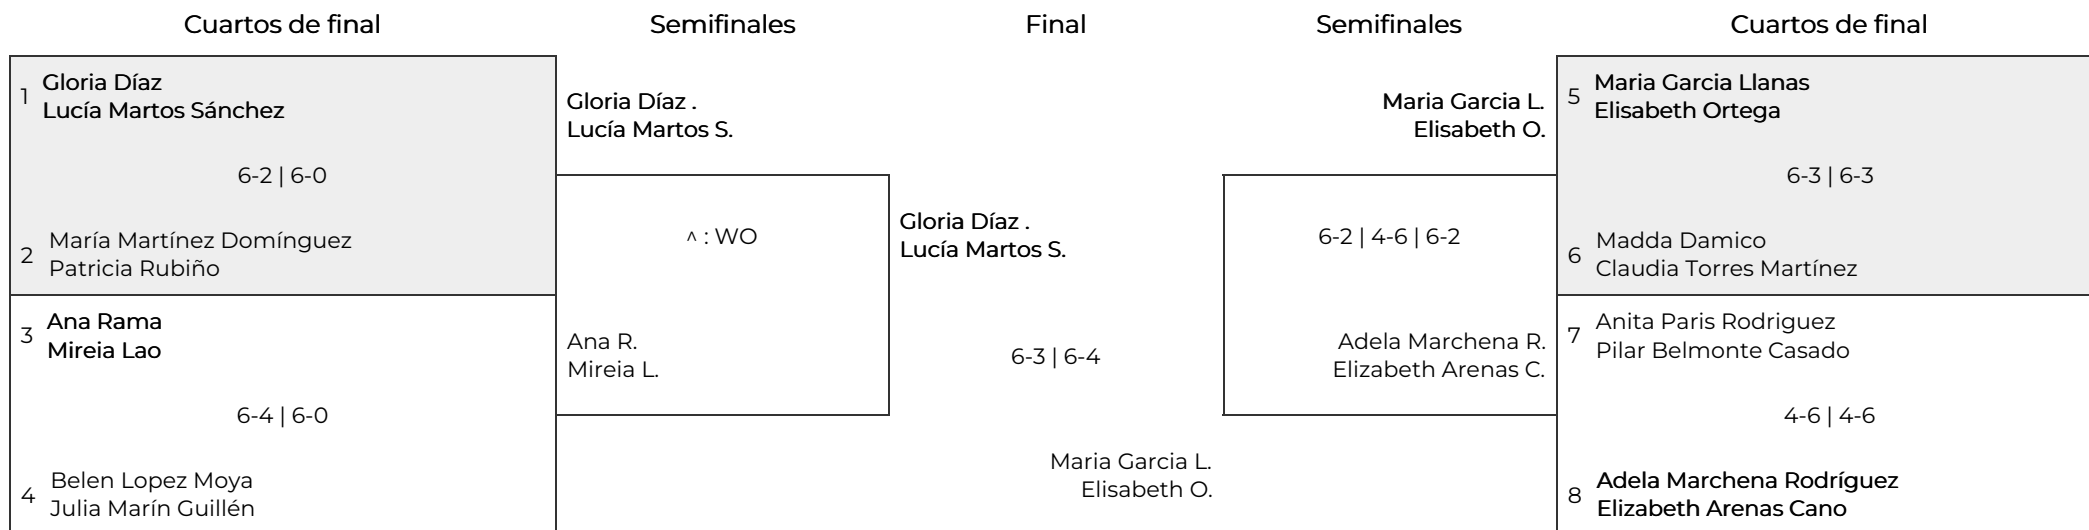 Cuartos de final
Semifinales
Final
Semifinales
Cuartos de final
1
Gloria Díaz
Lucía Martos Sánchez
6-2 | 6-0
2
María Martínez Domínguez
Patricia Rubiño
3
Ana Rama
Mireia Lao
6-4 | 6-0
4
Belen Lopez Moya
Julia Marín Guillén
Gloria Díaz .
Lucía Martos S.
^ : WO
Ana R.
Mireia L.
Gloria Díaz .
Lucía Martos S.
6-3 | 6-4
Maria Garcia L.
Elisabeth O.
Maria Garcia L.
Elisabeth O.
6-2 | 4-6 | 6-2
Adela Marchena R.
Elizabeth Arenas C.
5
Maria Garcia Llanas
Elisabeth Ortega
6-3 | 6-3
6
Madda Damico
Claudia Torres Martínez
7
Anita Paris Rodriguez
Pilar Belmonte Casado
4-6 | 4-6
8
Adela Marchena Rodríguez
Elizabeth Arenas Cano